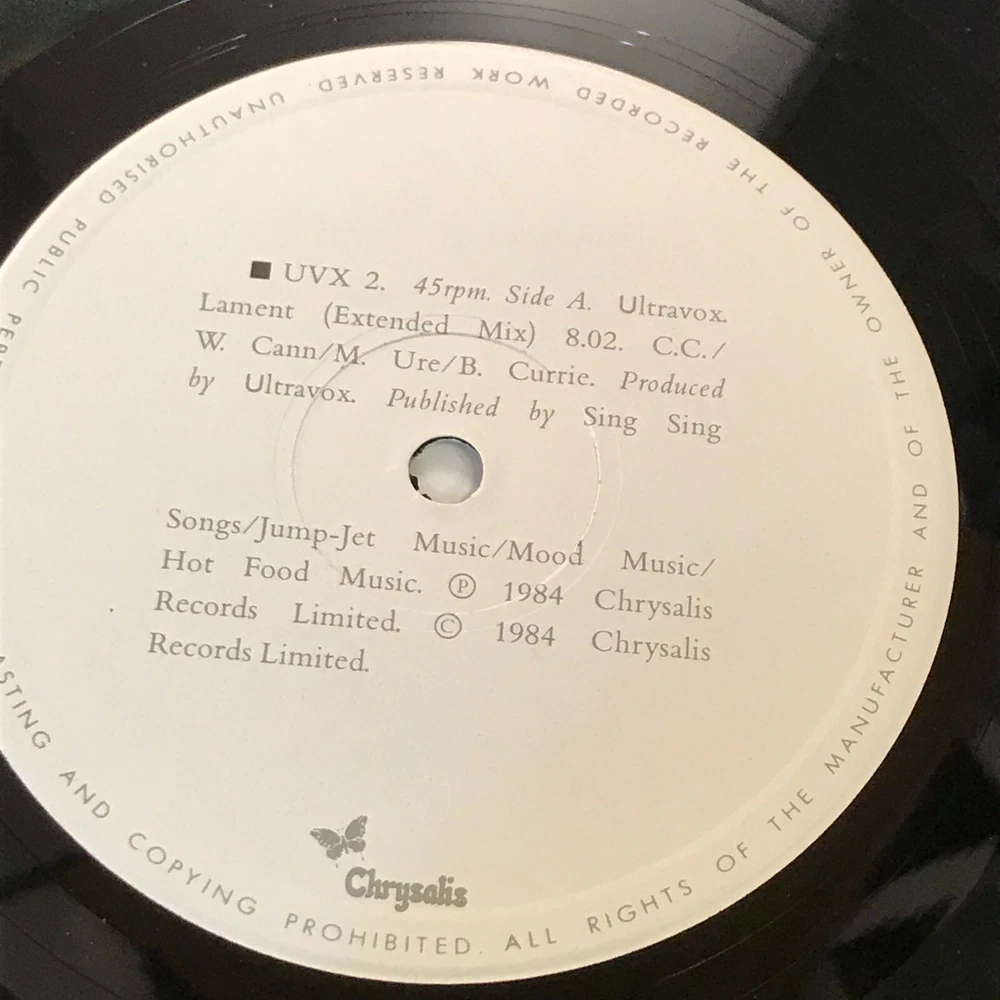 ■ UVX 2. 45rpm. Side A. Ultravox.
Lament (Extended Mix) 8.02. C.C./
W. Cann/M. Ure/B. Currie. Produced
by Ultravox. Published by Sing Sing
Songs/Jump-Jet Music/Mood Music/
Hot Food Music. ℗ 1984 Chrysalis
Records Limited. © 1984 Chrysalis
Records Limited.
Chrysalis
ALL RIGHTS OF THE MANUFACTURER AND OF THE OWNER OF THE RECORDED WORK RESERVED. UNAUTHORISED PUBLIC
AND COPYING PROHIBITED.